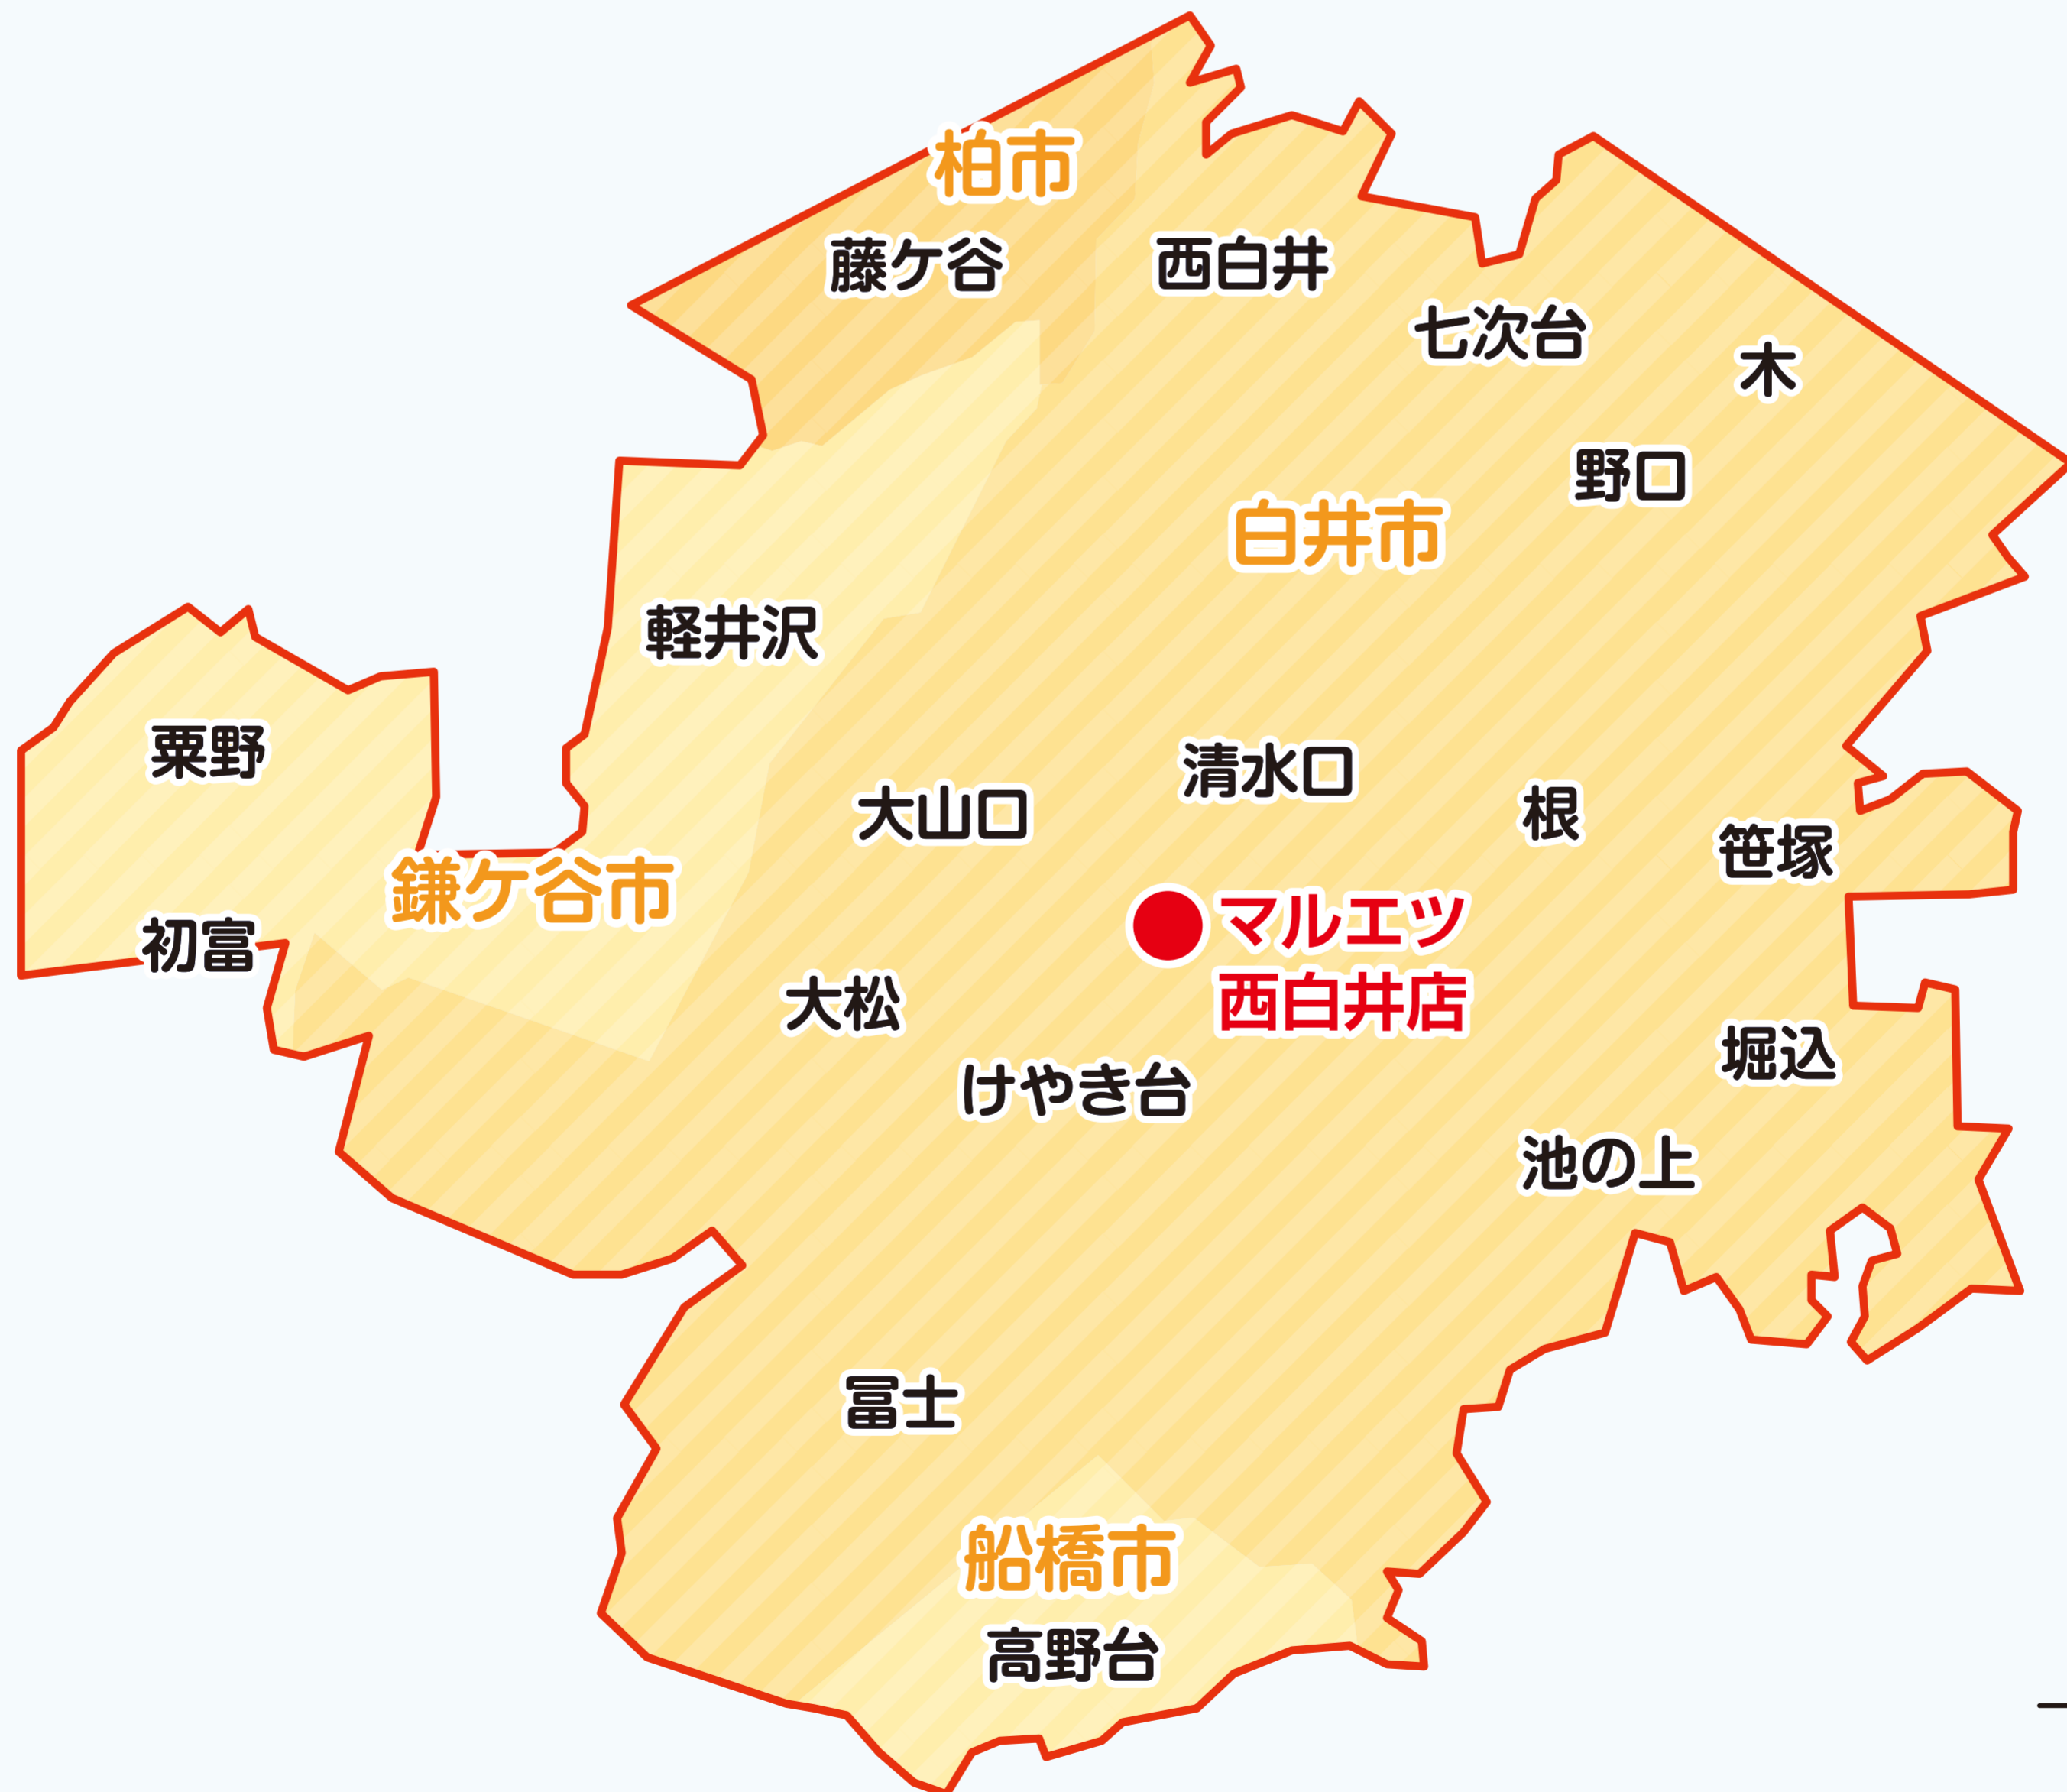 柏市
藤ケ谷
西白井
七次台
木
野口
白井市
軽井沢
粟野
清水口
大山口
根
笹塚
鎌ケ谷市
初富
マルエツ
西白井店
大松
堀込
けやき台
池の上
冨士
船橋市
高野台